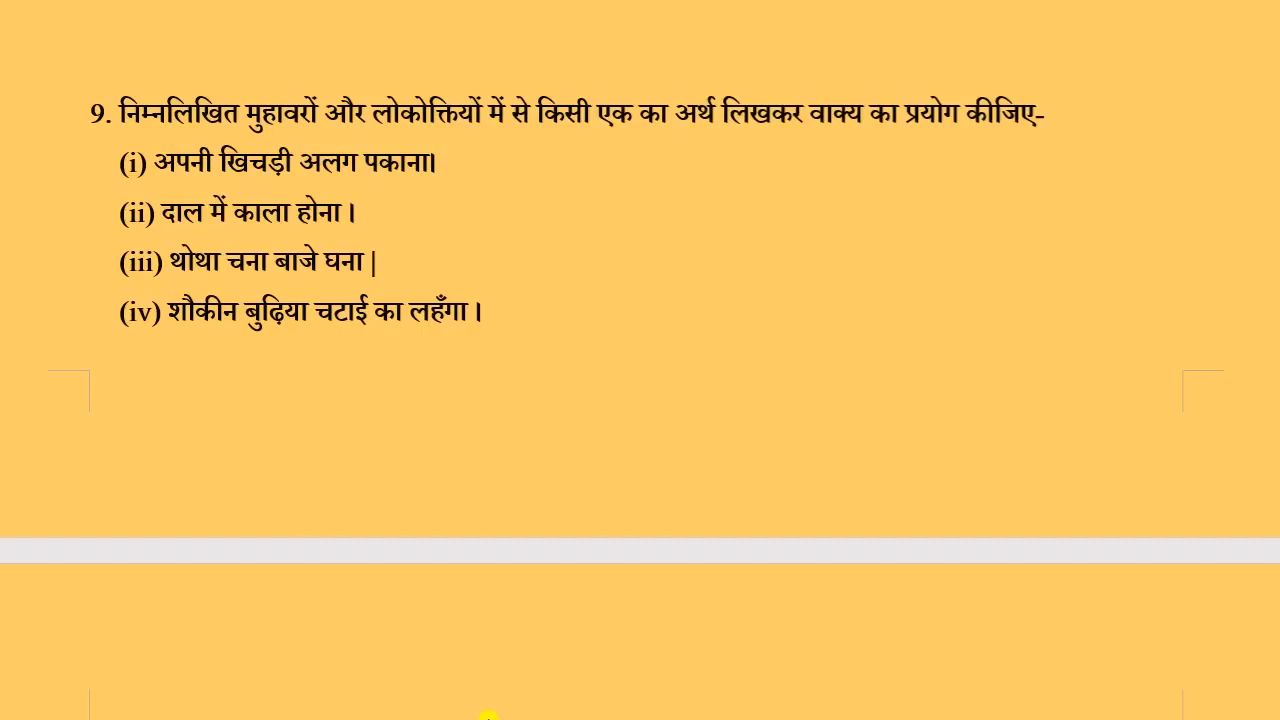 9. निम्नलिखित मुहावरों और लोकोक्तियों में से किसी एक का अर्थ लिखकर वाक्य का प्रयोग कीजिए-
(i) अपनी खिचड़ी अलग पकाना।
(ii) दाल में काला होना ।
(iii) थोथा चना बाजे घना |
(iv) शौकीन बुढ़िया चटाई का लहँगा ।